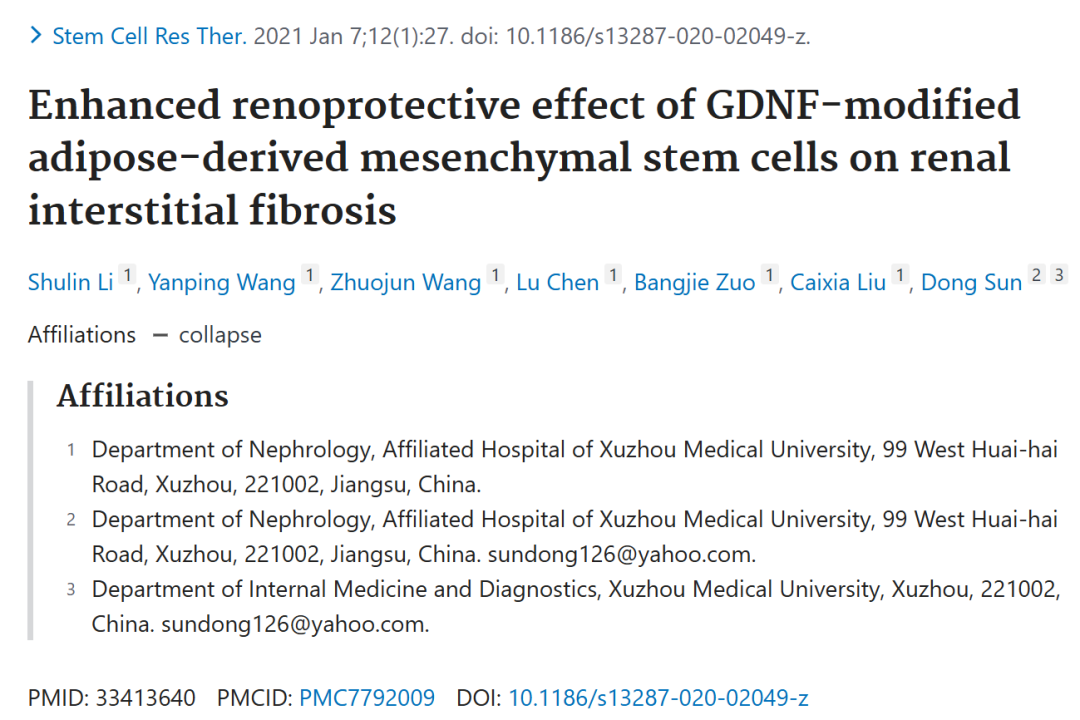 Stem Cell Res Ther. 2021 Jan 7;12(1):27. doi: 10.1186/s13287-020-02049-z.
Enhanced renoprotective effect of GDNF-modified
adipose-derived mesenchymal stem cells on renal
interstitial fibrosis
Shulin Li 1, Yanping Wang 1, Zhuojun Wang 1, Lu Chen 1, Bangjie Zuo 1, Caixia Liu 1, Dong Sun 2 3
Affiliations — collapse
Affiliations
1 Department of Nephrology, Affiliated Hospital of Xuzhou Medical University, 99 West Huai-hai
Road, Xuzhou, 221002, Jiangsu, China.
2 Department of Nephrology, Affiliated Hospital of Xuzhou Medical University, 99 West Huai-hai
Road, Xuzhou, 221002, Jiangsu, China. sundong126@yahoo.com.
3 Department of Internal Medicine and Diagnostics, Xuzhou Medical University, Xuzhou, 221002,
China. sundong126@yahoo.com.
PMID: 33413640 PMCID: PMC7792009 DOI: 10.1186/s13287-020-02049-z